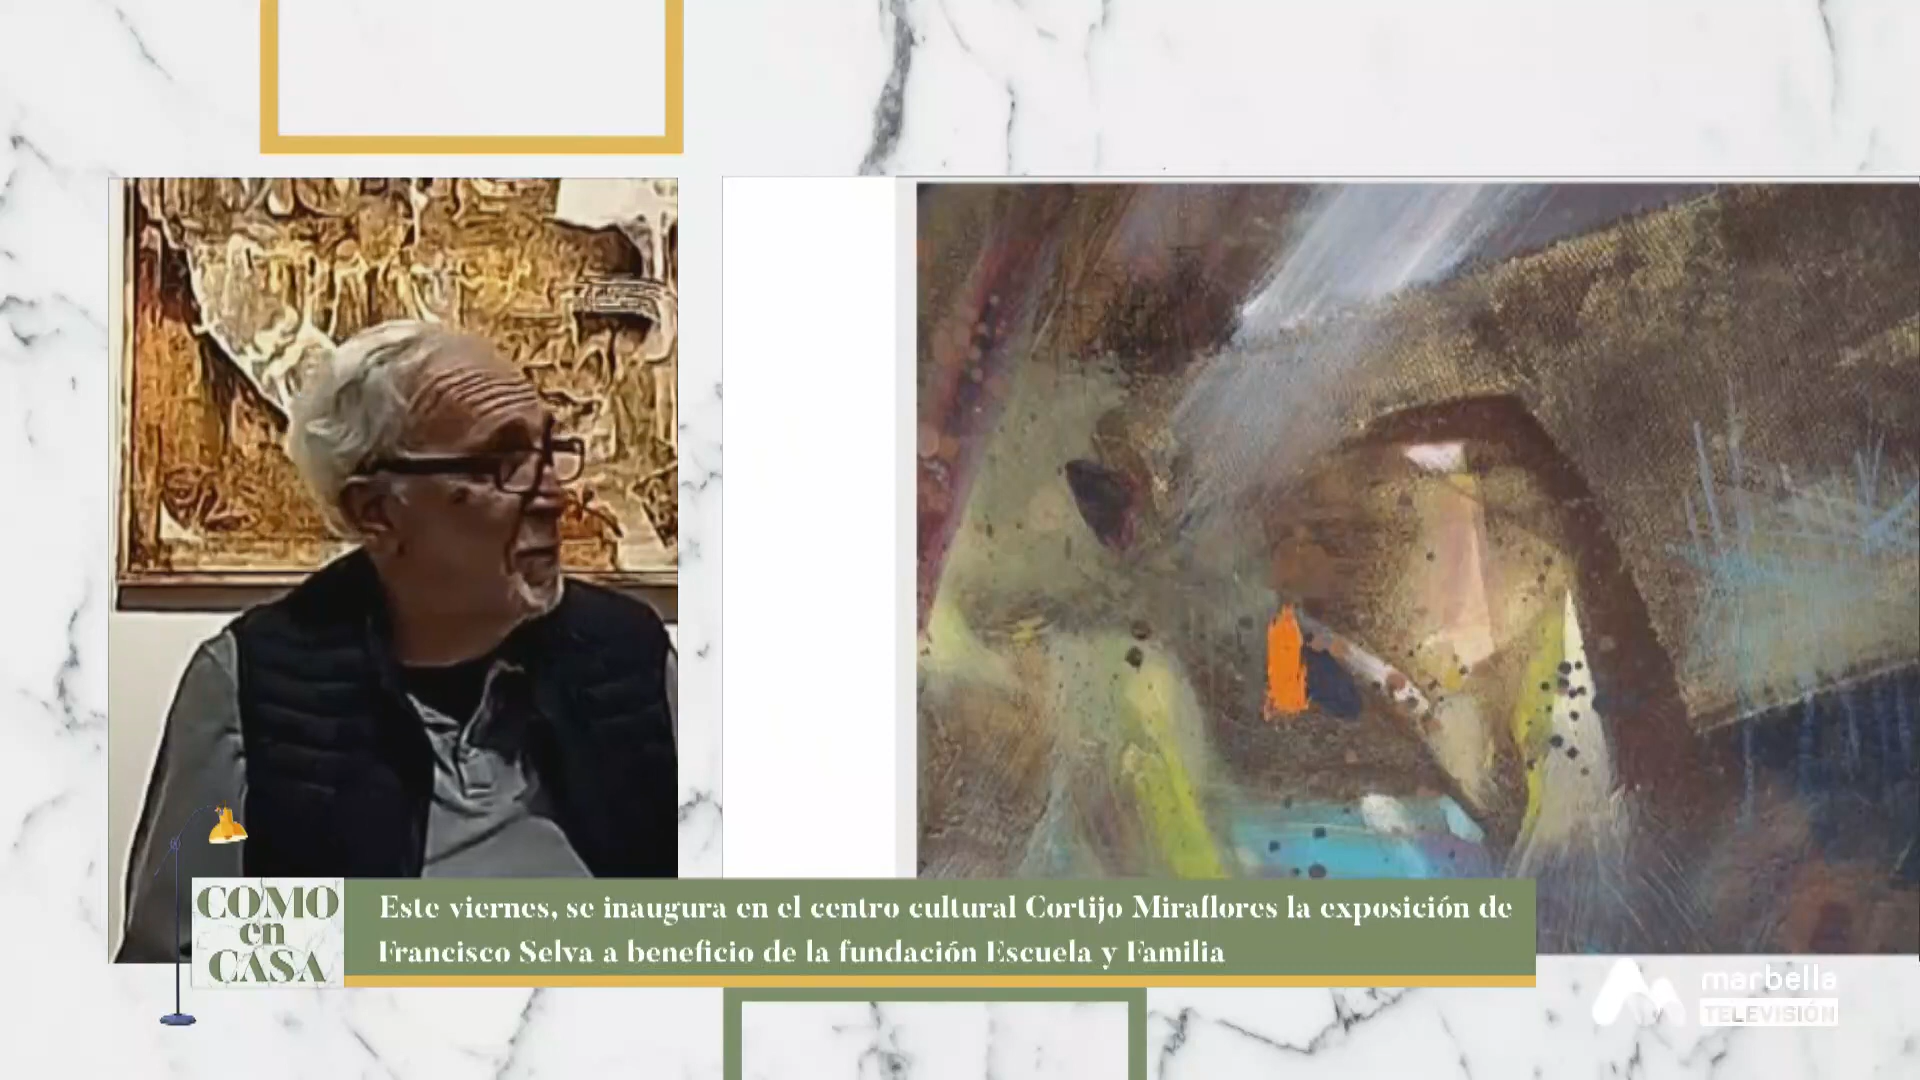 COMO
en
CASA
Este viernes, se inaugura en el centro cultural Cortijo Miraflores la exposición de
Francisco Selva a beneficio de la fundación Escuela y Familia
marbella
TELEVISIÓN